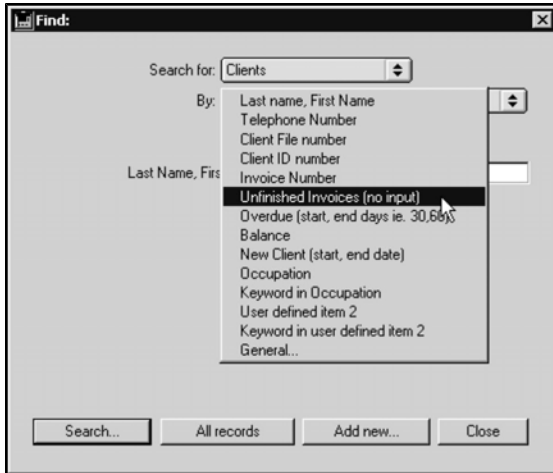 Find:
Search for: Clients
By:
Last name, First Name
Telephone Number
Client File number
Client ID number
Last Name, Firs
Invoice Number
Unfinished Invoices (no input)
Overdue (start, end days ie. 30,60)
Balance
New Client (start, end date)
Occupation
Keyword in Occupation
User defined item 2
Keyword in user defined item 2
General...
Search... All records Add new... Close